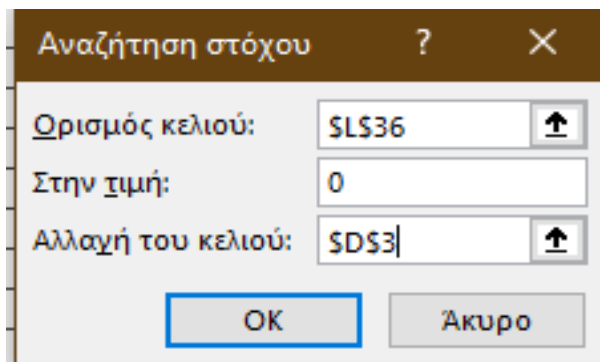 Αναζήτηση στόχου ?
Ορισμός κελιού: $L$36
Στην τιμή: 0
Αλλαγή του κελιού: $D$3
OK Άκυρο